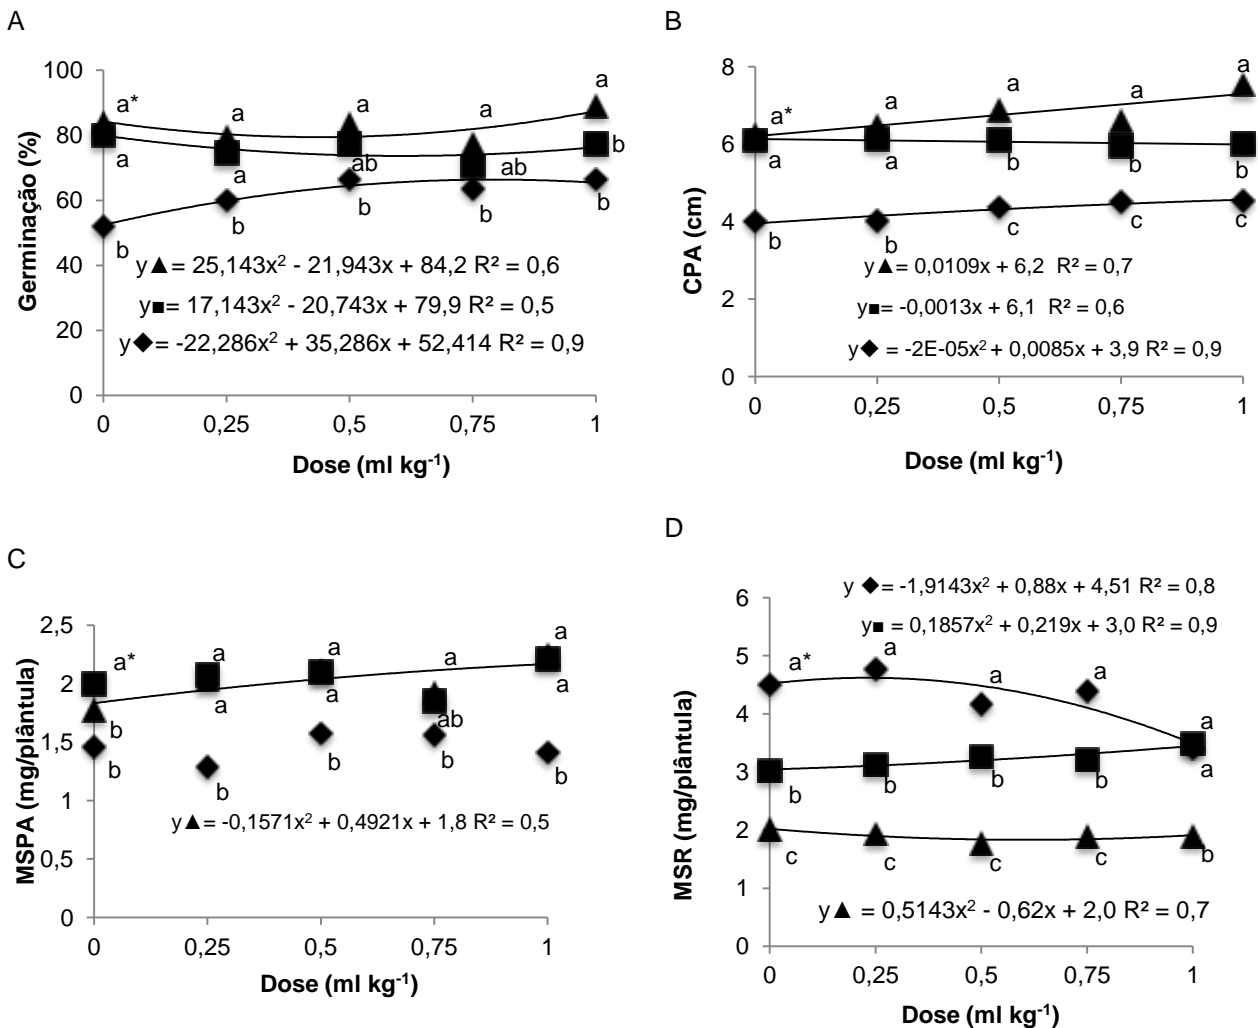 A
Germinação (%)
100
80
60
40
20
0
a*
a
a
a
a
a
a
ab
ab
b
b
b
b
b
b
y▲= 25,143x² - 21,943x + 84,2 R² = 0,6
y■= 17,143x² - 20,743x + 79,9 R² = 0,5
y◆= -22,286x² + 35,286x + 52,414 R² = 0,9
0 0,25 0,5 0,75 1
Dose (ml kg⁻¹)
B
CPA (cm)
8
6
4
2
0
a*
a
a
a
a
a
a
b
b
b
b
b
c
c
c
y▲= 0,0109x + 6,2 R² = 0,7
y■= -0,0013x + 6,1 R² = 0,6
y◆ = -2E-05x² + 0,0085x + 3,9 R² = 0,9
0 0,25 0,5 0,75 1
Dose (ml kg⁻¹)
C
MSPA (mg/plântula)
2,5
2
1,5
1
0,5
0
a*
a
a
a
a
b
a
a
ab
a
b
b
b
b
b
y▲= -0,1571x² + 0,4921x + 1,8 R² = 0,5
0 0,25 0,5 0,75 1
Dose (ml kg⁻¹)
D
y ◆= -1,9143x² + 0,88x + 4,51 R² = 0,8
y■ = 0,1857x² + 0,219x + 3,0 R² = 0,9
MSR (mg/plântula)
6
5
4
3
2
1
0
a*
a
a
a
a
b
b
b
b
a
c
c
c
c
b
y▲ = 0,5143x² - 0,62x + 2,0 R² = 0,7
0 0,25 0,5 0,75 1
Dose (ml kg⁻¹)